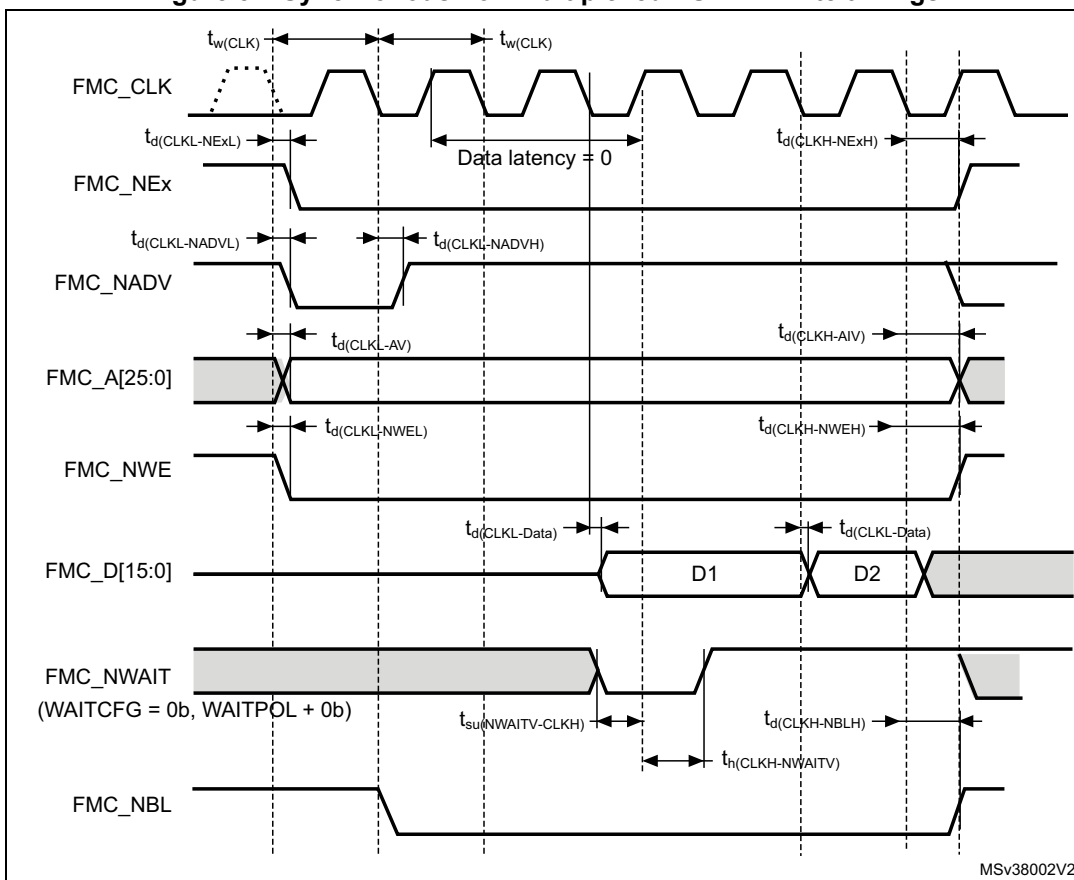 tw(CLK) tw(CLK)
FMC_CLK
td(CLKL-NExL) Data latency = 0 td(CLKH-NExH)
FMC_NEx
td(CLKL-NADVL) td(CLKL-NADVH)
FMC_NADV
td(CLKL-AV) td(CLKH-AIV)
FMC_A[25:0]
td(CLKL-NWEL) td(CLKH-NWEH)
FMC_NWE
td(CLKL-Data) td(CLKL-Data)
FMC_D[15:0] D1 D2
FMC_NWAIT
(WAITCFG = 0b, WAITPOL + 0b)
tsu(NWAITV-CLKH) td(CLKH-NBLH)
th(CLKH-NWAITV)
FMC_NBL
MSv38002V2